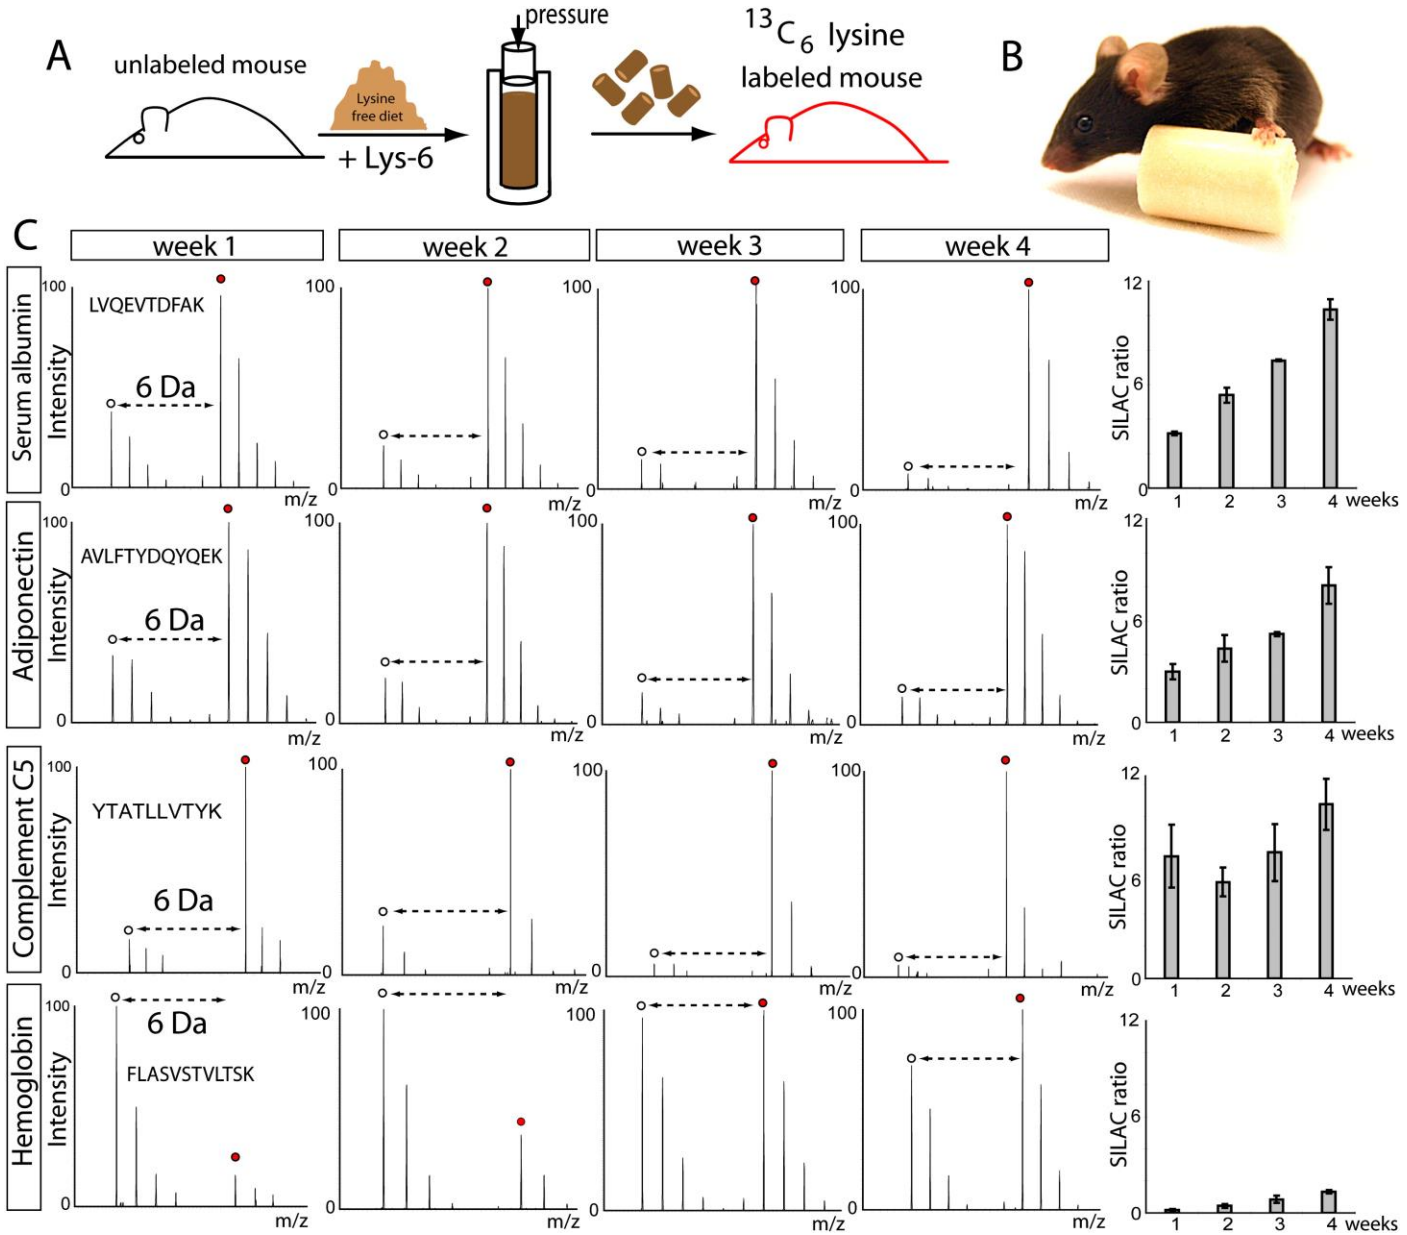 A
unlabeled mouse
Lysine
free diet
+ Lys-6
pressure
13C6 lysine
labeled mouse
B
C
week 1
week 2
week 3
week 4
Serum albumin
Intensity
100
0
LVQEVTDFAK
6 Da
m/z
100
0
m/z
100
0
m/z
100
0
m/z
SILAC ratio
12
6
0
1 2 3 4 weeks
Adiponectin
Intensity
100
0
AVLFTYDQYQEK
6 Da
m/z
100
0
m/z
100
0
m/z
100
0
m/z
SILAC ratio
12
6
0
1 2 3 4 weeks
Complement C5
Intensity
100
0
YTATLLVTYK
6 Da
m/z
100
0
m/z
100
0
m/z
100
0
m/z
SILAC ratio
12
6
0
1 2 3 4 weeks
Hemoglobin
Intensity
100
0
6 Da
FLASVSTVLTSK
m/z
100
0
m/z
100
0
m/z
100
0
m/z
SILAC ratio
12
6
0
1 2 3 4 weeks